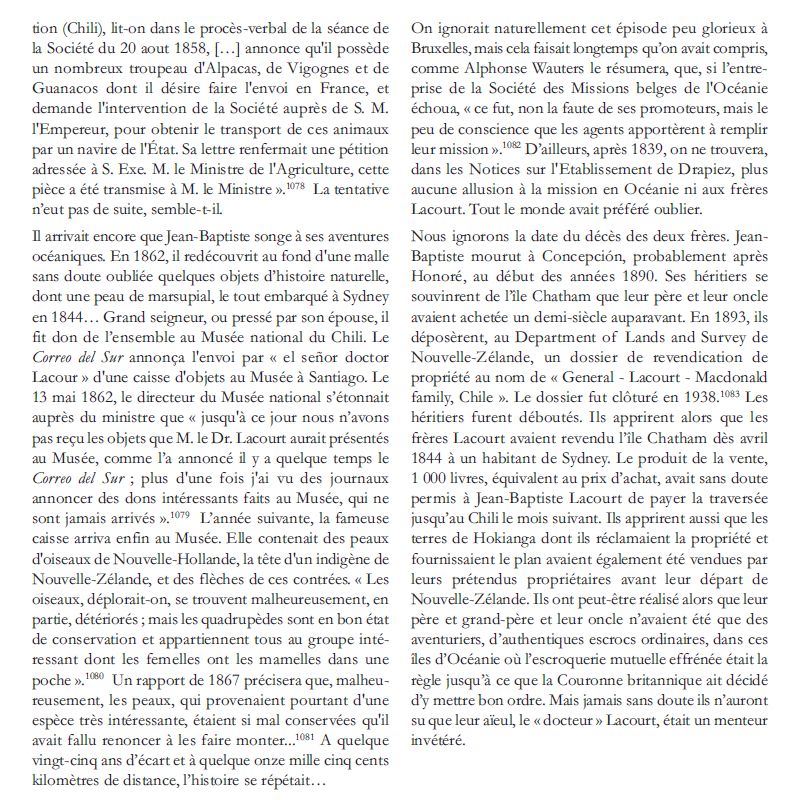 tion (Chili), lit-on dans le procès-verbal de la séance de
la Société du 20 aout 1858, […] annonce qu'il possède
un nombreux troupeau d'Alpacas, de Vigognes et de
Guanacos dont il désire faire l'envoi en France, et
demande l'intervention de la Société auprès de S. M.
l'Empereur, pour obtenir le transport de ces animaux
par un navire de l'État. Sa lettre renfermait une pétition
adressée à S. Exe. M. le Ministre de l'Agriculture, cette
pièce a été transmise à M. le Ministre ».1078 La tentative
n'eut pas de suite, semble-t-il.
Il arrivait encore que Jean-Baptiste songe à ses aventures
océaniques. En 1862, il redécouvrit au fond d'une malle
sans doute oubliée quelques objets d'histoire naturelle,
dont une peau de marsupial, le tout embarqué à Sydney
en 1844… Grand seigneur, ou pressé par son épouse, il
fit don de l'ensemble au Musée national du Chili. Le
Correo del Sur annonça l'envoi par « el señor doctor
Lacour » d'une caisse d'objets au Musée à Santiago. Le
13 mai 1862, le directeur du Musée national s'étonnait
auprès du ministre que « jusqu'à ce jour nous n'avons
pas reçu les objets que M. le Dr. Lacourt aurait présentés
au Musée, comme l'a annoncé il y a quelque temps le
Correo del Sur ; plus d'une fois j'ai vu des journaux
annoncer des dons intéressants faits au Musée, qui ne
sont jamais arrivés ».1079 L'année suivante, la fameuse
caisse arriva enfin au Musée. Elle contenait des peaux
d'oiseaux de Nouvelle-Hollande, la tête d'un indigène de
Nouvelle-Zélande, et des flèches de ces contrées. « Les
oiseaux, déplorait-on, se trouvent malheureusement, en
partie, détériorés ; mais les quadrupèdes sont en bon état
de conservation et appartiennent tous au groupe inté-
ressant dont les femelles ont les mamelles dans une
poche ».1080 Un rapport de 1867 précisera que, malheu-
reusement, les peaux, qui provenaient pourtant d'une
espèce très intéressante, étaient si mal conservées qu'il
avait fallu renoncer à les faire monter...1081 A quelque
vingt-cinq ans d'écart et à quelque onze mille cinq cents
kilomètres de distance, l'histoire se répétait…
On ignorait naturellement cet épisode peu glorieux à
Bruxelles, mais cela faisait longtemps qu'on avait compris,
comme Alphonse Wauters le résumera, que, si l'entre-
prise de la Société des Missions belges de l'Océanie
échoua, « ce fut, non la faute de ses promoteurs, mais le
peu de conscience que les agents apportèrent à remplir
leur mission ».1082 D'ailleurs, après 1839, on ne trouvera,
dans les Notices sur l'Etablissement de Drapiez, plus
aucune allusion à la mission en Océanie ni aux frères
Lacourt. Tout le monde avait préféré oublier.
Nous ignorons la date du décès des deux frères. Jean-
Baptiste mourut à Concepción, probablement après
Honoré, au début des années 1890. Ses héritiers se
souvinrent de l'île Chatham que leur père et leur oncle
avaient achetée un demi-siècle auparavant. En 1893, ils
déposèrent, au Department of Lands and Survey de
Nouvelle-Zélande, un dossier de revendication de
propriété au nom de « General - Lacourt - Macdonald
family, Chile ». Le dossier fut clôturé en 1938.1083 Les
héritiers furent déboutés. Ils apprirent alors que les
frères Lacourt avaient revendu l'île Chatham dès avril
1844 à un habitant de Sydney. Le produit de la vente,
1 000 livres, équivalent au prix d'achat, avait sans doute
permis à Jean-Baptiste Lacourt de payer la traversée
jusqu'au Chili le mois suivant. Ils apprirent aussi que les
terres de Hokianga dont ils réclamaient la propriété et
fournissaient le plan avaient également été vendues par
leurs prétendus propriétaires avant leur départ de
Nouvelle-Zélande. Ils ont peut-être réalisé alors que leur
père et grand-père et leur oncle n'avaient été que des
aventuriers, d'authentiques escrocs ordinaires, dans ces
îles d'Océanie où l'escroquerie mutuelle effrénée était la
règle jusqu'à ce que la Couronne britannique ait décidé
d'y mettre bon ordre. Mais jamais sans doute ils n'auront
su que leur aïeul, le « docteur » Lacourt, était un menteur
invétéré.